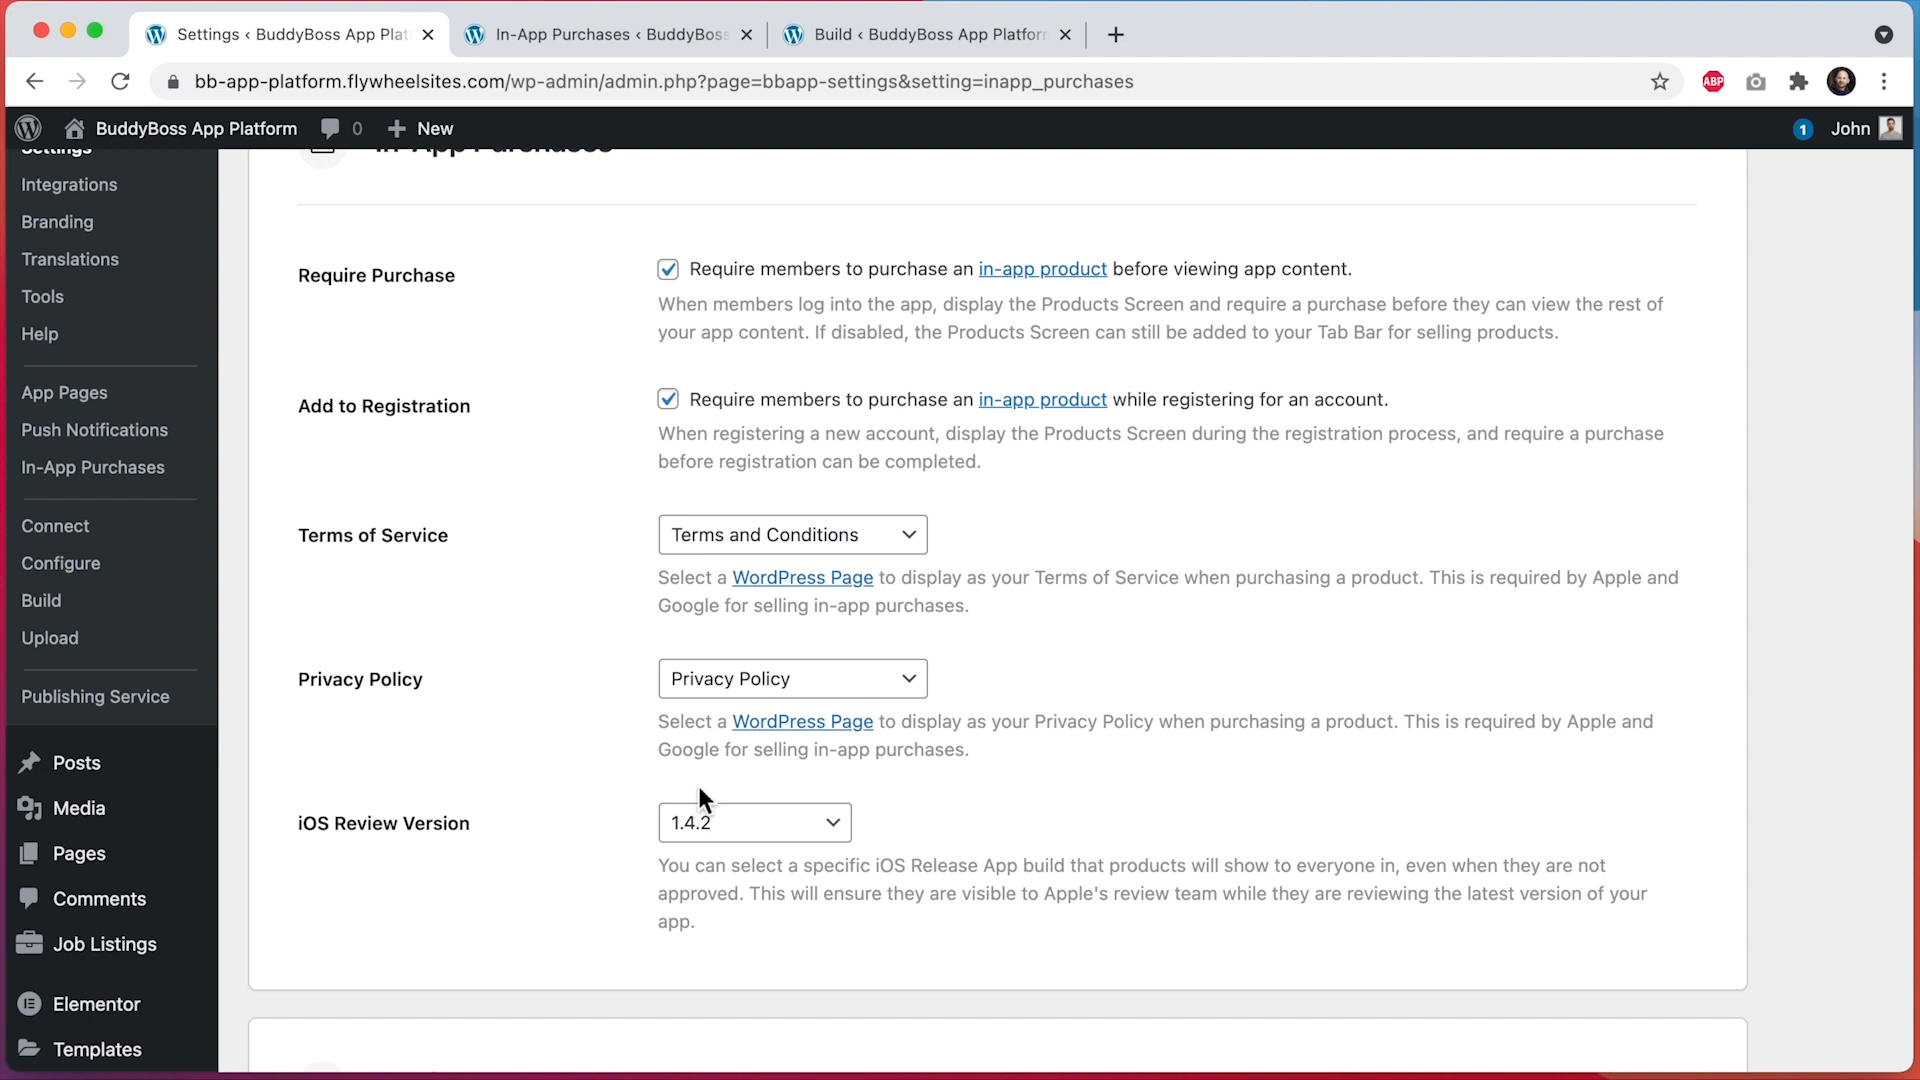 Settings ‹ BuddyBoss App Plat
In-App Purchases ‹ BuddyBoss
Build ‹ BuddyBoss App Platform
bb-app-platform.flywheelsites.com/wp-admin/admin.php?page=bbapp-settings&setting=inapp_purchases
ABP
BuddyBoss App Platform
0
New
1
John
Settings
Integrations
Branding
Translations
Tools
Help
App Pages
Push Notifications
In-App Purchases
Connect
Configure
Build
Upload
Publishing Service
Posts
Media
Pages
Comments
Job Listings
Elementor
Templates
In-App Purchases
Require Purchase
Require members to purchase an in-app product before viewing app content.
When members log into the app, display the Products Screen and require a purchase before they can view the rest of
your app content. If disabled, the Products Screen can still be added to your Tab Bar for selling products.
Add to Registration
Require members to purchase an in-app product while registering for an account.
When registering a new account, display the Products Screen during the registration process, and require a purchase
before registration can be completed.
Terms of Service
Terms and Conditions
Select a WordPress Page to display as your Terms of Service when purchasing a product. This is required by Apple and
Google for selling in-app purchases.
Privacy Policy
Privacy Policy
Select a WordPress Page to display as your Privacy Policy when purchasing a product. This is required by Apple and
Google for selling in-app purchases.
iOS Review Version
1.4.2
You can select a specific iOS Release App build that products will show to everyone in, even when they are not
approved. This will ensure they are visible to Apple's review team while they are reviewing the latest version of your
app.